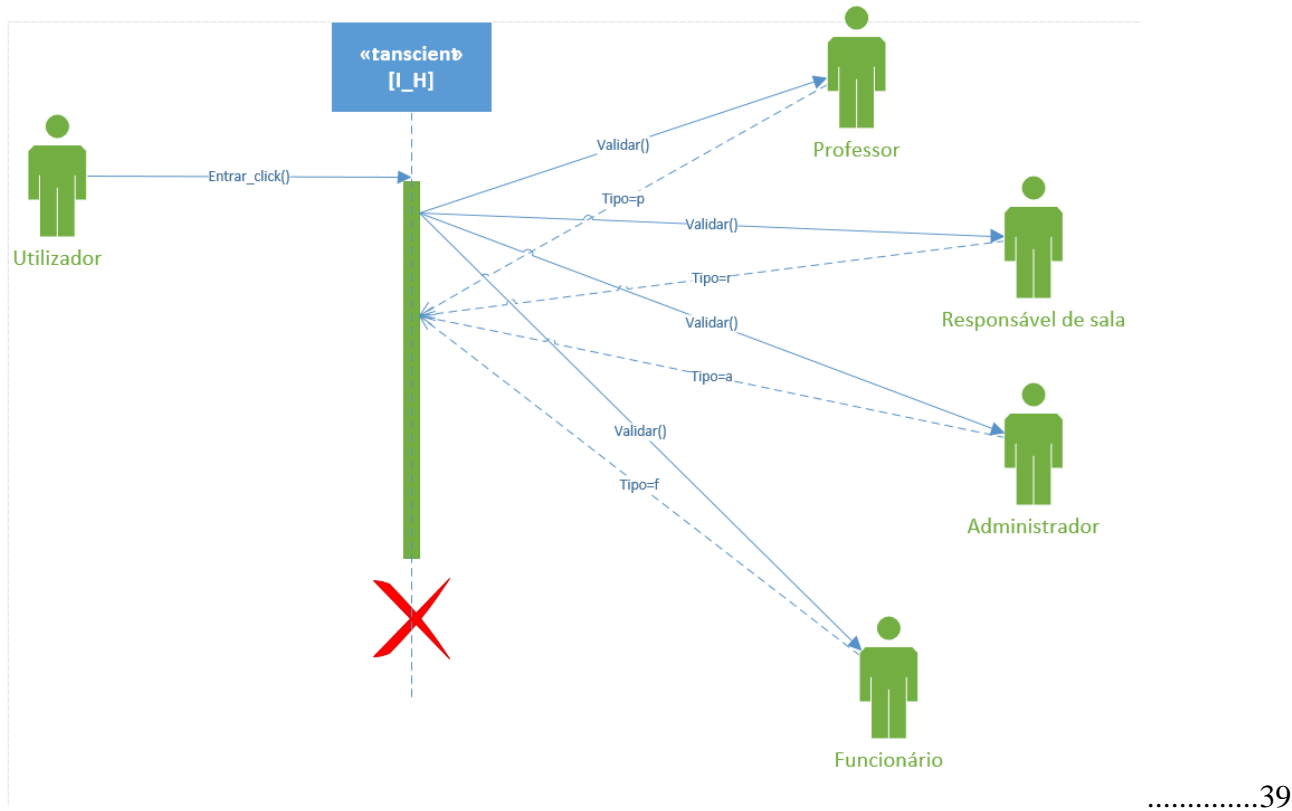 «tanscient»
[I_H]
Professor
Validar()
Entrar_click()
Tipo=p
Validar()
Utilizador
Tipo=r
Responsável de sala
Validar()
Tipo=a
Validar()
Tipo=f
Administrador
Funcionário
..............39